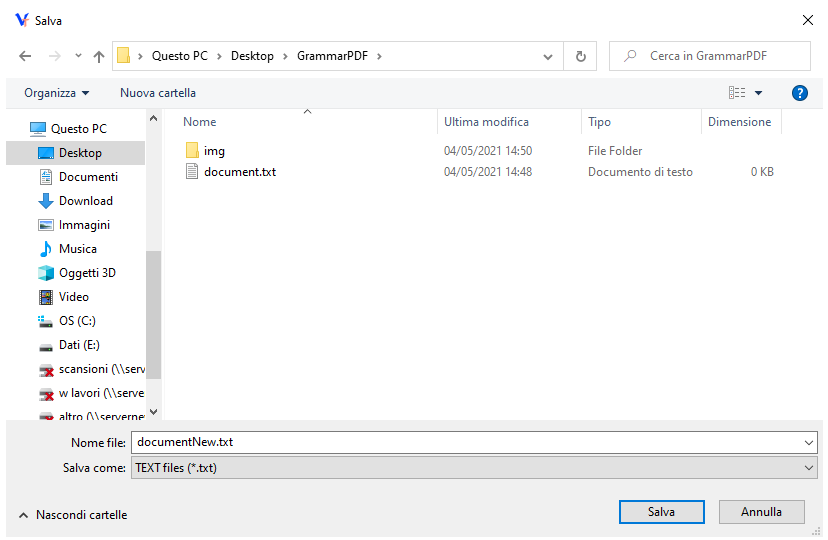 Salva
Questo PC › Desktop › GrammarPDF ›
Cerca in GrammarPDF
Organizza
Nuova cartella
?
Nome Ultima modifica Tipo Dimensione
img 04/05/2021 14:50 File Folder
document.txt 04/05/2021 14:48 Documento di testo 0 KB
Questo PC
Desktop
Documenti
Download
Immagini
Musica
Oggetti 3D
Video
OS (C:)
Dati (E:)
scansioni (\\serv
w lavori (\\serve
altro (\\serverne
Nome file: documentNew.txt
Salva come: TEXT files (*.txt)
Nascondi cartelle
Salva
Annulla